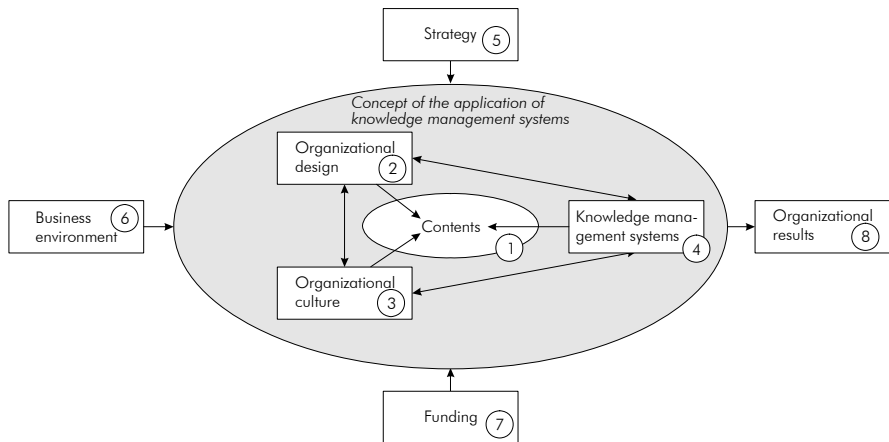 Strategy
5
Concept of the application of
knowledge management systems
Organizational
design
2
Business
environment
6
Contents
1
Knowledge mana-
gement systems
4
Organizational
results
8
Organizational
culture
3
Funding
7